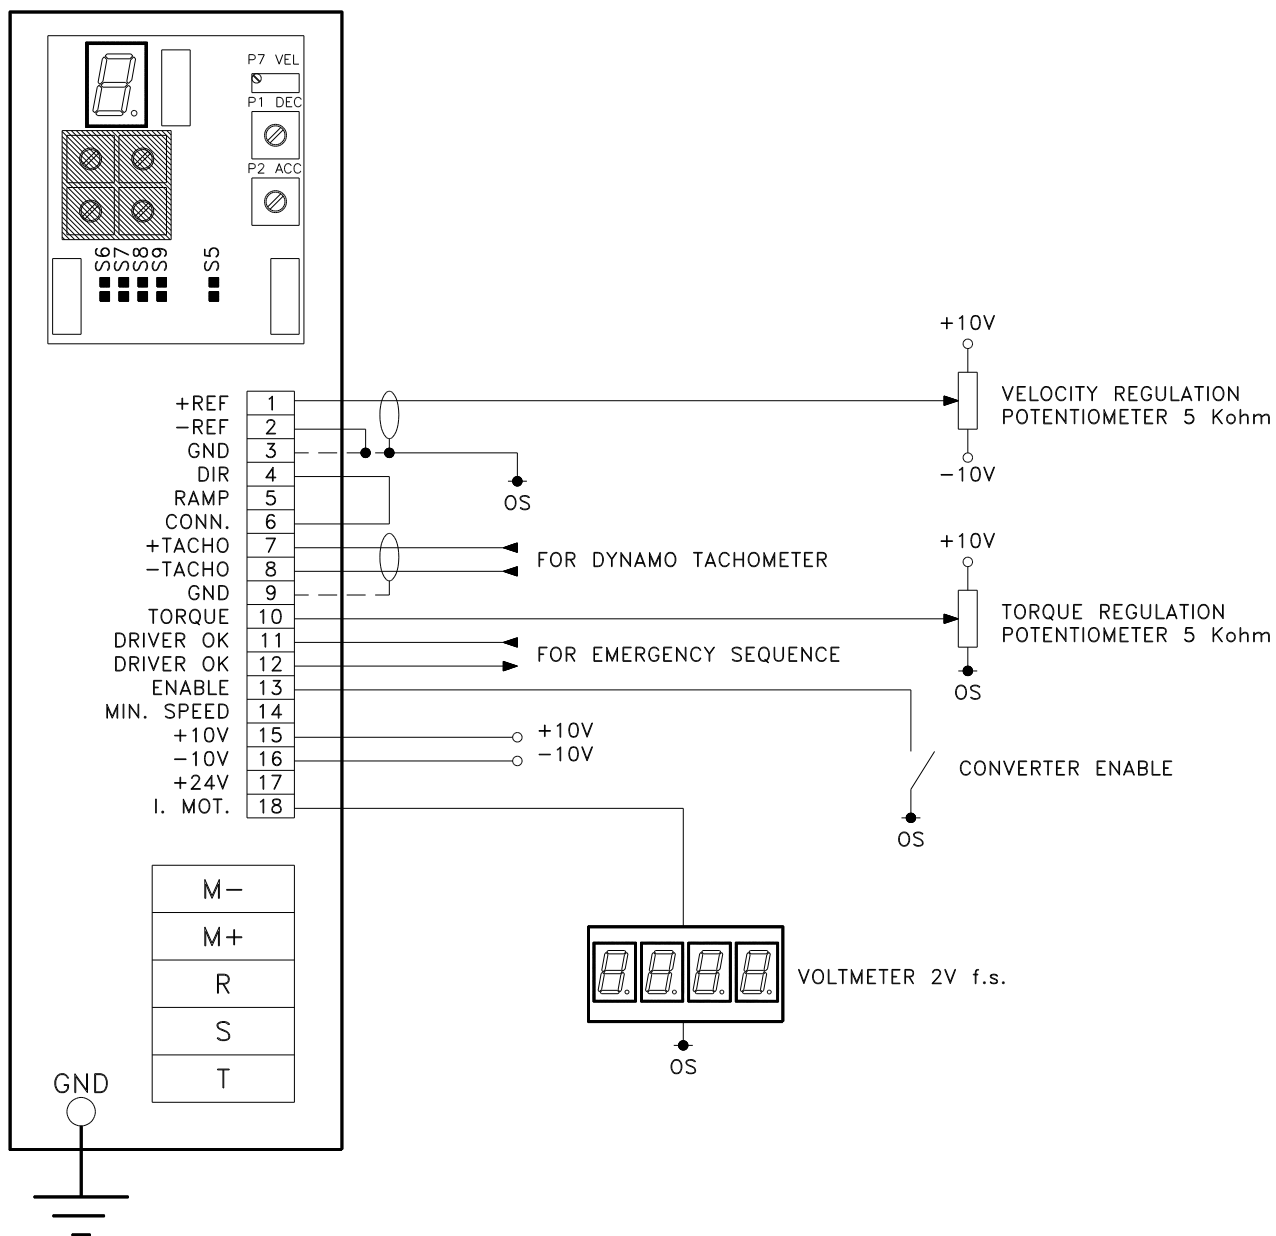 P7 VEL
P1 DEC
P2 ACC
S6
S7
S8
S9
S5
+10V
VELOCITY REGULATION
POTENTIOMETER 5 Kohm
-10V
+REF 1
-REF 2
GND 3
DIR 4
RAMP 5
CONN. 6
+TACHO 7
-TACHO 8
GND 9
TORQUE 10
DRIVER OK 11
DRIVER OK 12
ENABLE 13
MIN. SPEED 14
+10V 15
-10V 16
+24V 17
I. MOT. 18
OS
FOR DYNAMO TACHOMETER
+10V
TORQUE REGULATION
POTENTIOMETER 5 Kohm
OS
FOR EMERGENCY SEQUENCE
+10V
-10V
CONVERTER ENABLE
OS
M-
M+
R
S
T
VOLTMETER 2V f.s.
OS
GND